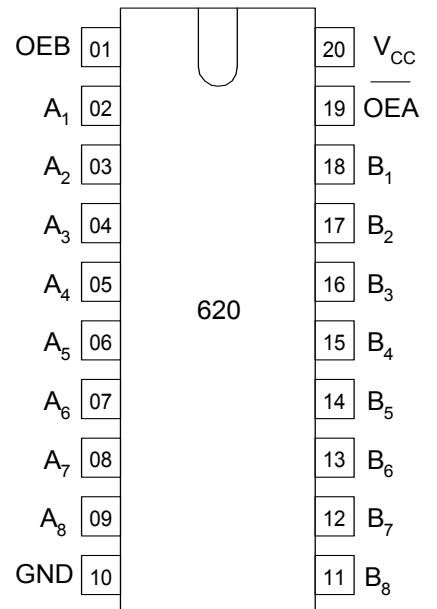 OEB 01 20 V_CC
A₁ 02 19 O̅E̅A̅
A₂ 03 18 B₁
A₃ 04 17 B₂
A₄ 05 16 B₃
620
A₅ 06 15 B₄
A₆ 07 14 B₅
A₇ 08 13 B₆
A₈ 09 12 B₇
GND 10 11 B₈